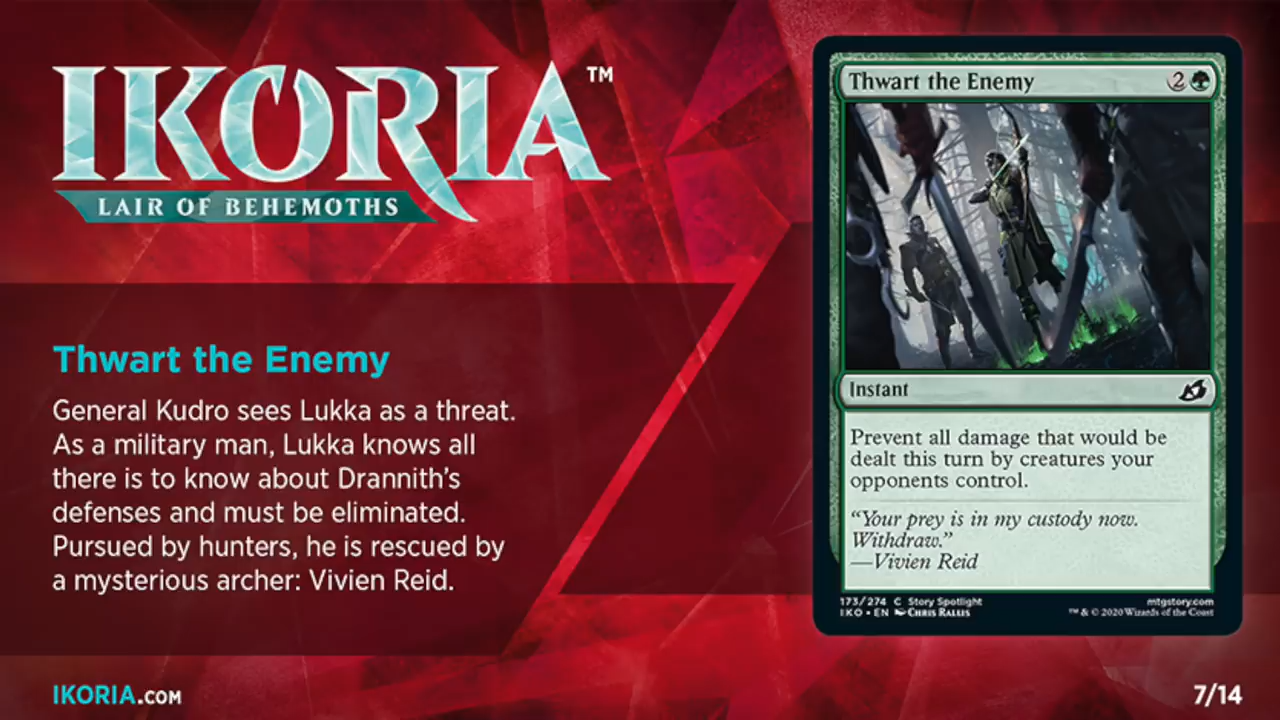 IKORIA™
LAIR OF BEHEMOTHS
Thwart the Enemy
General Kudro sees Lukka as a threat.
As a military man, Lukka knows all
there is to know about Drannith's
defenses and must be eliminated.
Pursued by hunters, he is rescued by
a mysterious archer: Vivien Reid.
IKORIA.COM
Thwart the Enemy 2
Instant
Prevent all damage that would be
dealt this turn by creatures your
opponents control.
“Your prey is in my custody now.
Withdraw.”
—Vivien Reid
173/274 C Story Spotlight mtgstory.com
IKO • EN Chris Rallis ™ & © 2020 Wizards of the Coast
7/14